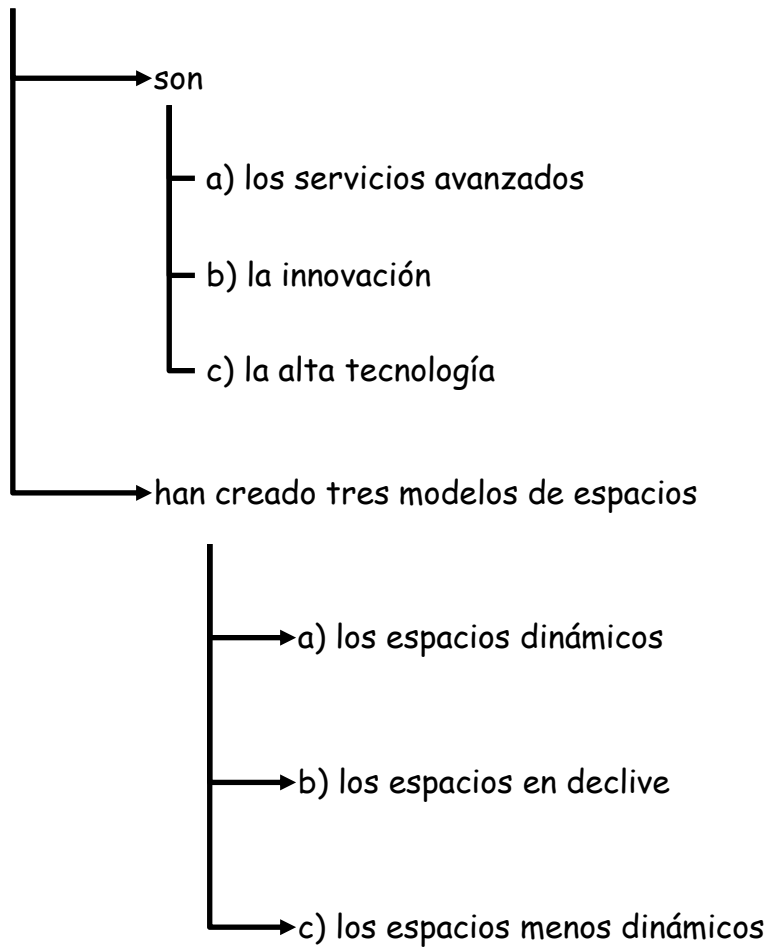 son
a) los servicios avanzados
b) la innovación
c) la alta tecnología
han creado tres modelos de espacios
a) los espacios dinámicos
b) los espacios en declive
c) los espacios menos dinámicos